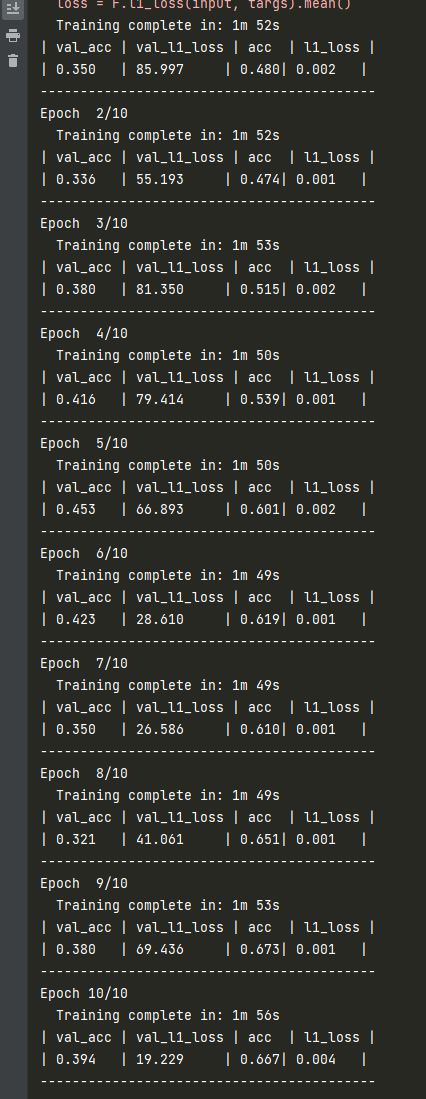 loss = F.l1_loss(input, targs).mean()
Training complete in: 1m 52s
| val_acc | val_l1_loss | acc  | l1_loss |
| 0.350   | 85.997      | 0.480| 0.002   |
------------------------------------------
Epoch  2/10
Training complete in: 1m 52s
| val_acc | val_l1_loss | acc  | l1_loss |
| 0.336   | 55.193      | 0.474| 0.001   |
------------------------------------------
Epoch  3/10
Training complete in: 1m 53s
| val_acc | val_l1_loss | acc  | l1_loss |
| 0.380   | 81.350      | 0.515| 0.002   |
------------------------------------------
Epoch  4/10
Training complete in: 1m 50s
| val_acc | val_l1_loss | acc  | l1_loss |
| 0.416   | 79.414      | 0.539| 0.001   |
------------------------------------------
Epoch  5/10
Training complete in: 1m 50s
| val_acc | val_l1_loss | acc  | l1_loss |
| 0.453   | 66.893      | 0.601| 0.002   |
------------------------------------------
Epoch  6/10
Training complete in: 1m 49s
| val_acc | val_l1_loss | acc  | l1_loss |
| 0.423   | 28.610      | 0.619| 0.001   |
------------------------------------------
Epoch  7/10
Training complete in: 1m 49s
| val_acc | val_l1_loss | acc  | l1_loss |
| 0.350   | 26.586      | 0.610| 0.001   |
------------------------------------------
Epoch  8/10
Training complete in: 1m 49s
| val_acc | val_l1_loss | acc  | l1_loss |
| 0.321   | 41.061      | 0.651| 0.001   |
------------------------------------------
Epoch  9/10
Training complete in: 1m 53s
| val_acc | val_l1_loss | acc  | l1_loss |
| 0.380   | 69.436      | 0.673| 0.001   |
------------------------------------------
Epoch 10/10
Training complete in: 1m 56s
| val_acc | val_l1_loss | acc  | l1_loss |
| 0.394   | 19.229      | 0.667| 0.004   |
------------------------------------------